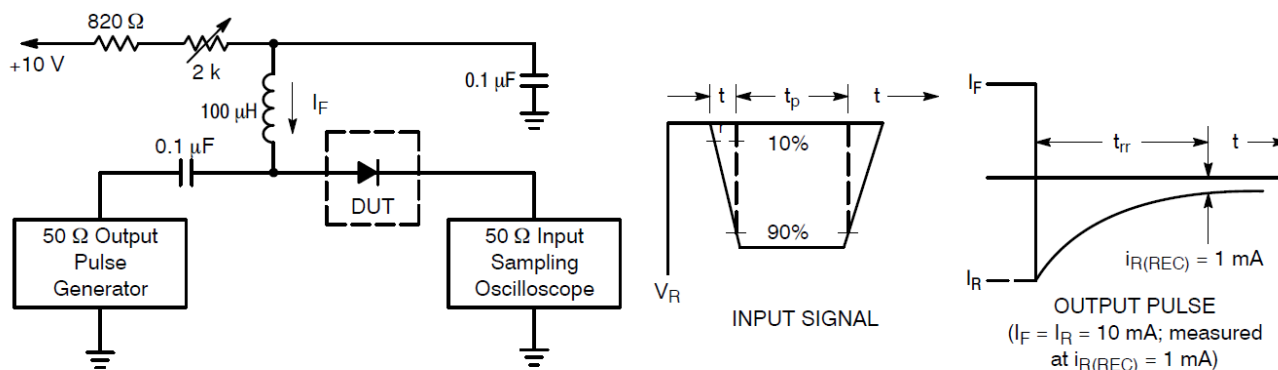 820 Ω
+10 V
2 k
100 μH
I_F
0.1 μF
0.1 μF
DUT
50 Ω Output
Pulse
Generator
50 Ω Input
Sampling
Oscilloscope
t
r
t_p
t
10%
90%
V_R
INPUT SIGNAL
I_F
t_rr
t
i_R(REC) = 1 mA
I_R
OUTPUT PULSE
(I_F = I_R = 10 mA; measured
at i_R(REC) = 1 mA)